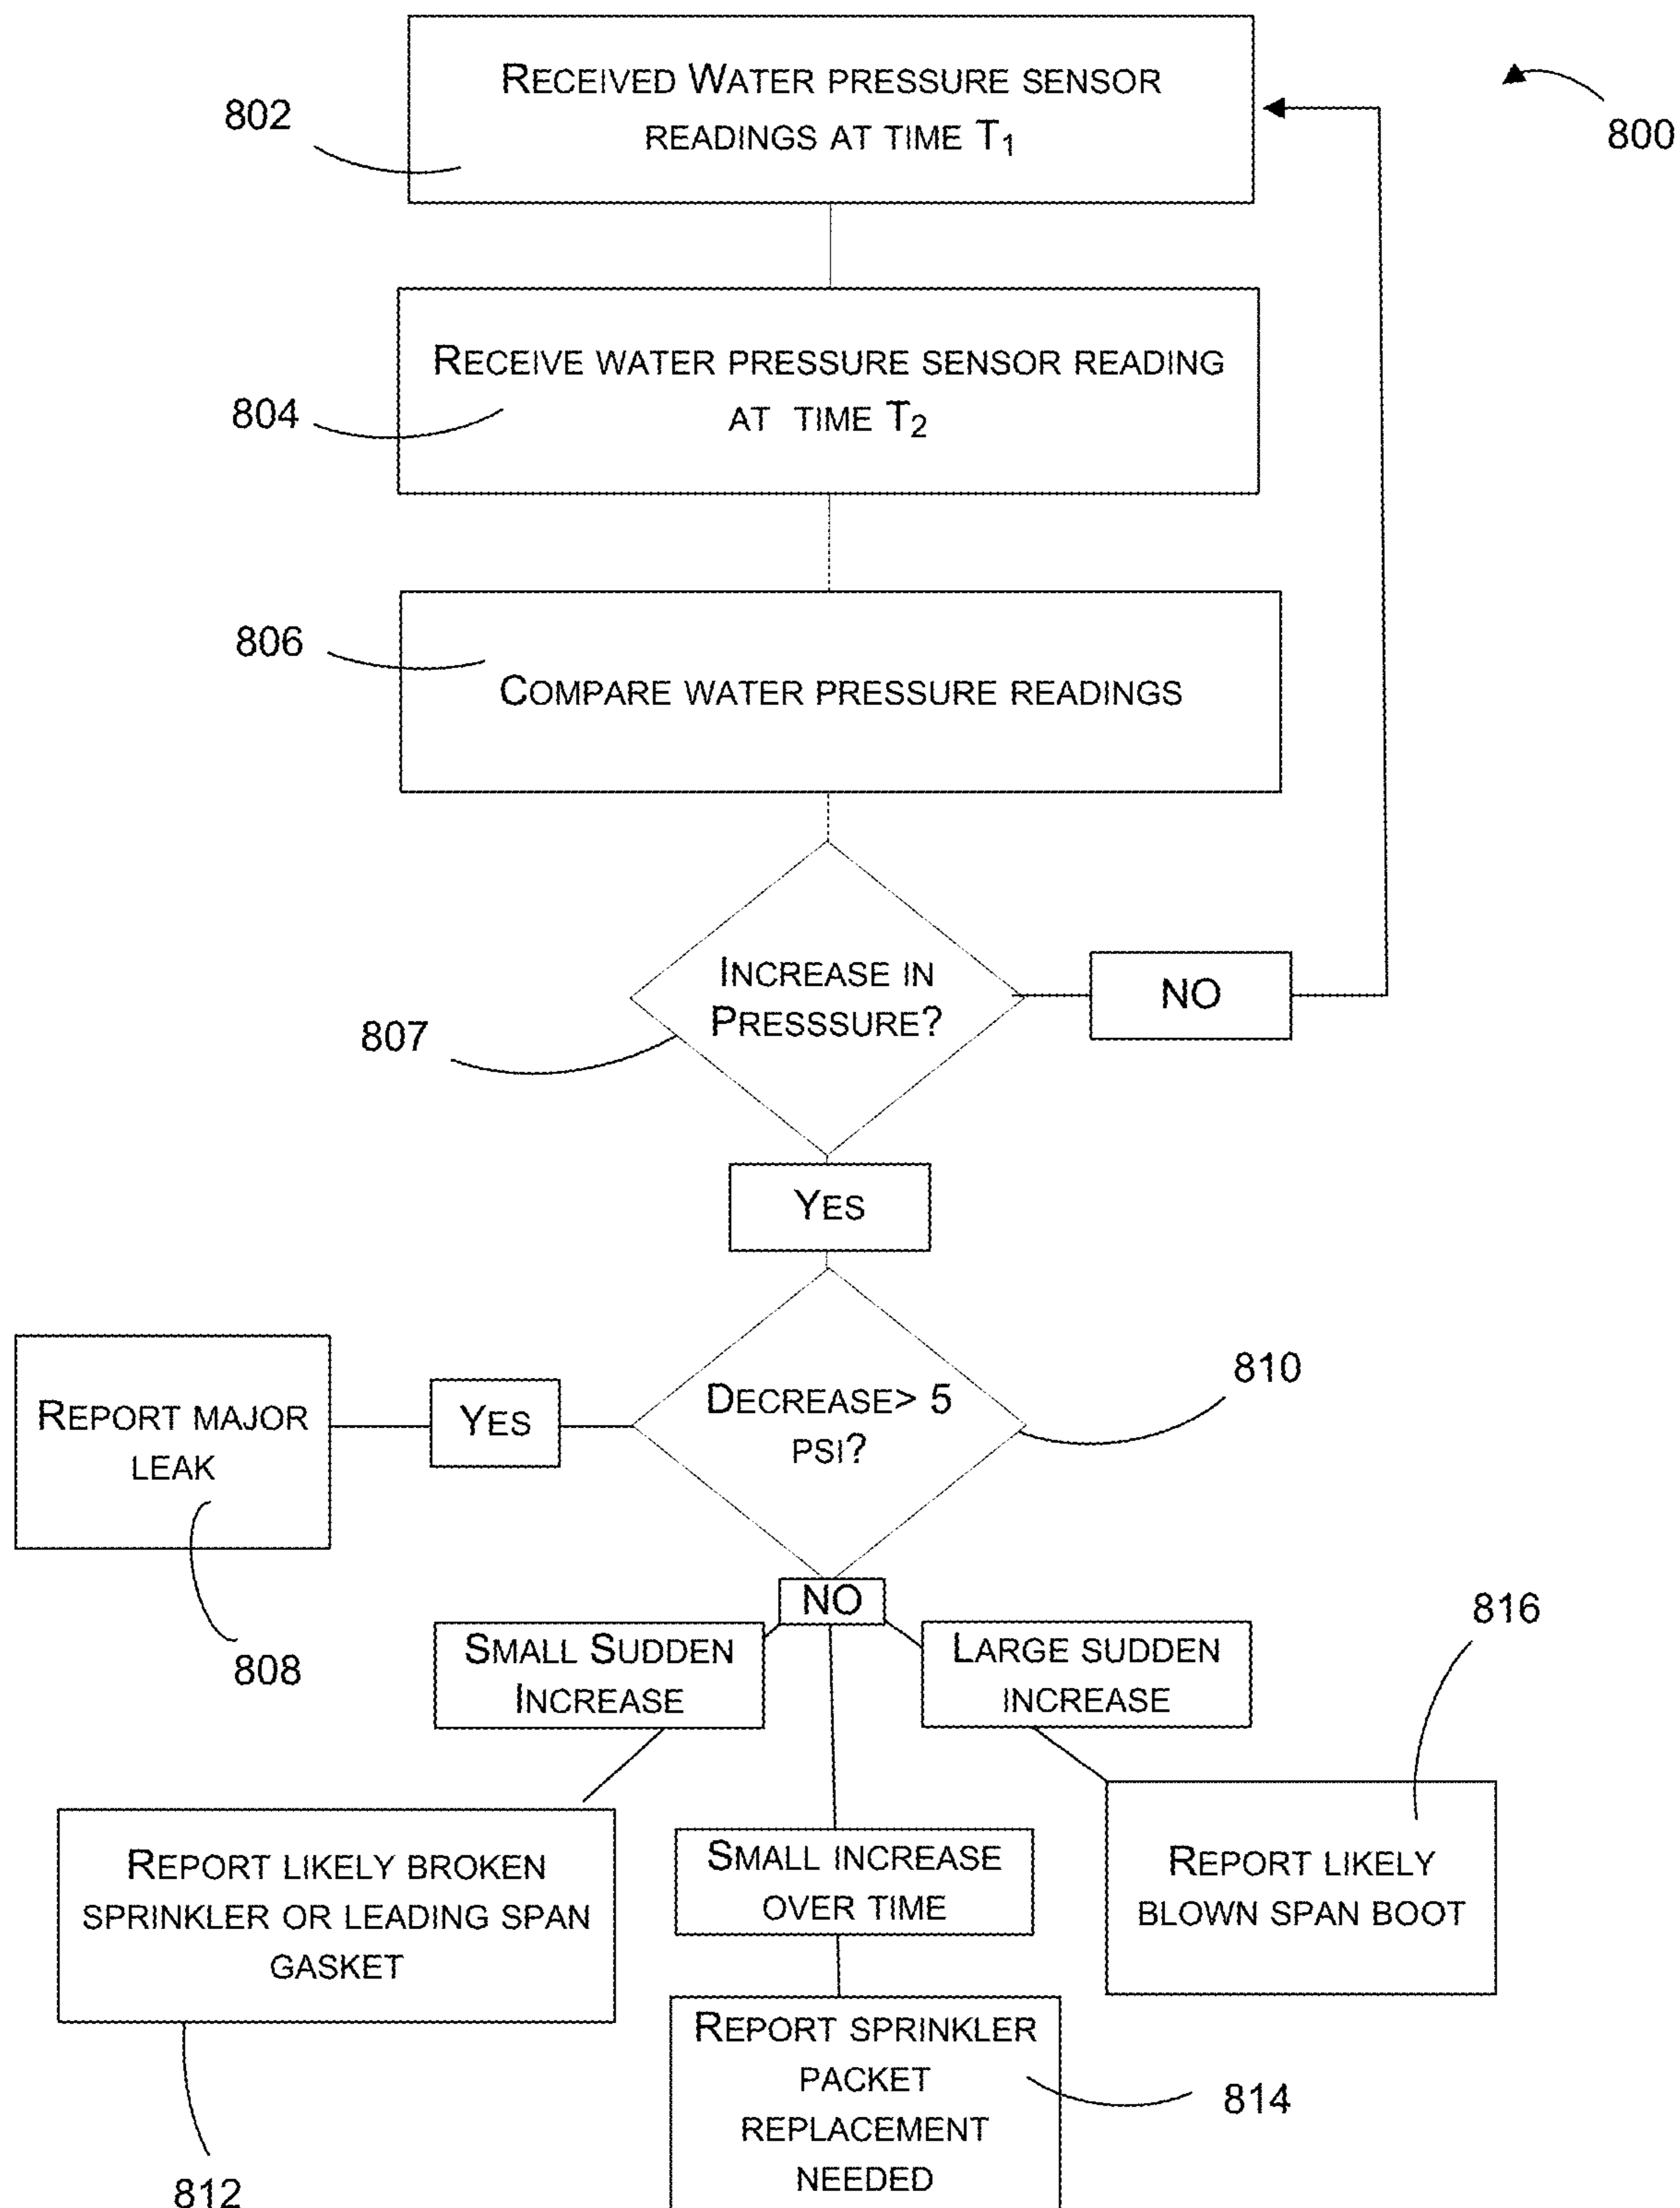 RECEIVED WATER PRESSURE SENSOR
READINGS AT TIME T1
802
800
RECEIVE WATER PRESSURE SENSOR READING
AT TIME T2
804
806
COMPARE WATER PRESSURE READINGS
INCREASE IN
PRESSSURE?
NO
807
YES
DECREASE> 5
PSI?
810
YES
REPORT MAJOR
LEAK
808
NO
SMALL SUDDEN
INCREASE
LARGE SUDDEN
INCREASE
816
REPORT LIKELY BROKEN
SPRINKLER OR LEADING SPAN
GASKET
812
SMALL INCREASE
OVER TIME
REPORT LIKELY
BLOWN SPAN BOOT
REPORT SPRINKLER
PACKET
REPLACEMENT
NEEDED
814